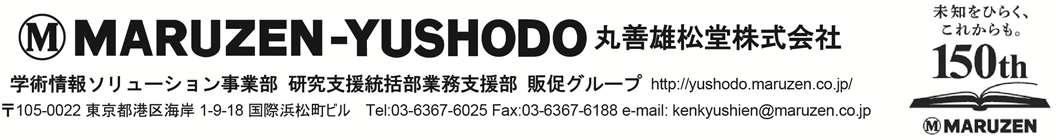 M MARUZEN-YUSHODO 丸善雄松堂株式会社
学術情報ソリューション事業部 研究支援統括部業務支援部 販促グループ http://yushodo.maruzen.co.jp/
〒105-0022 東京都港区海岸 1-9-18 国際浜松町ビル Tel:03-6367-6025 Fax:03-6367-6188 e-mail: kenkyushien@maruzen.co.jp
未知をひらく、
これからも。
150th
M MARUZEN